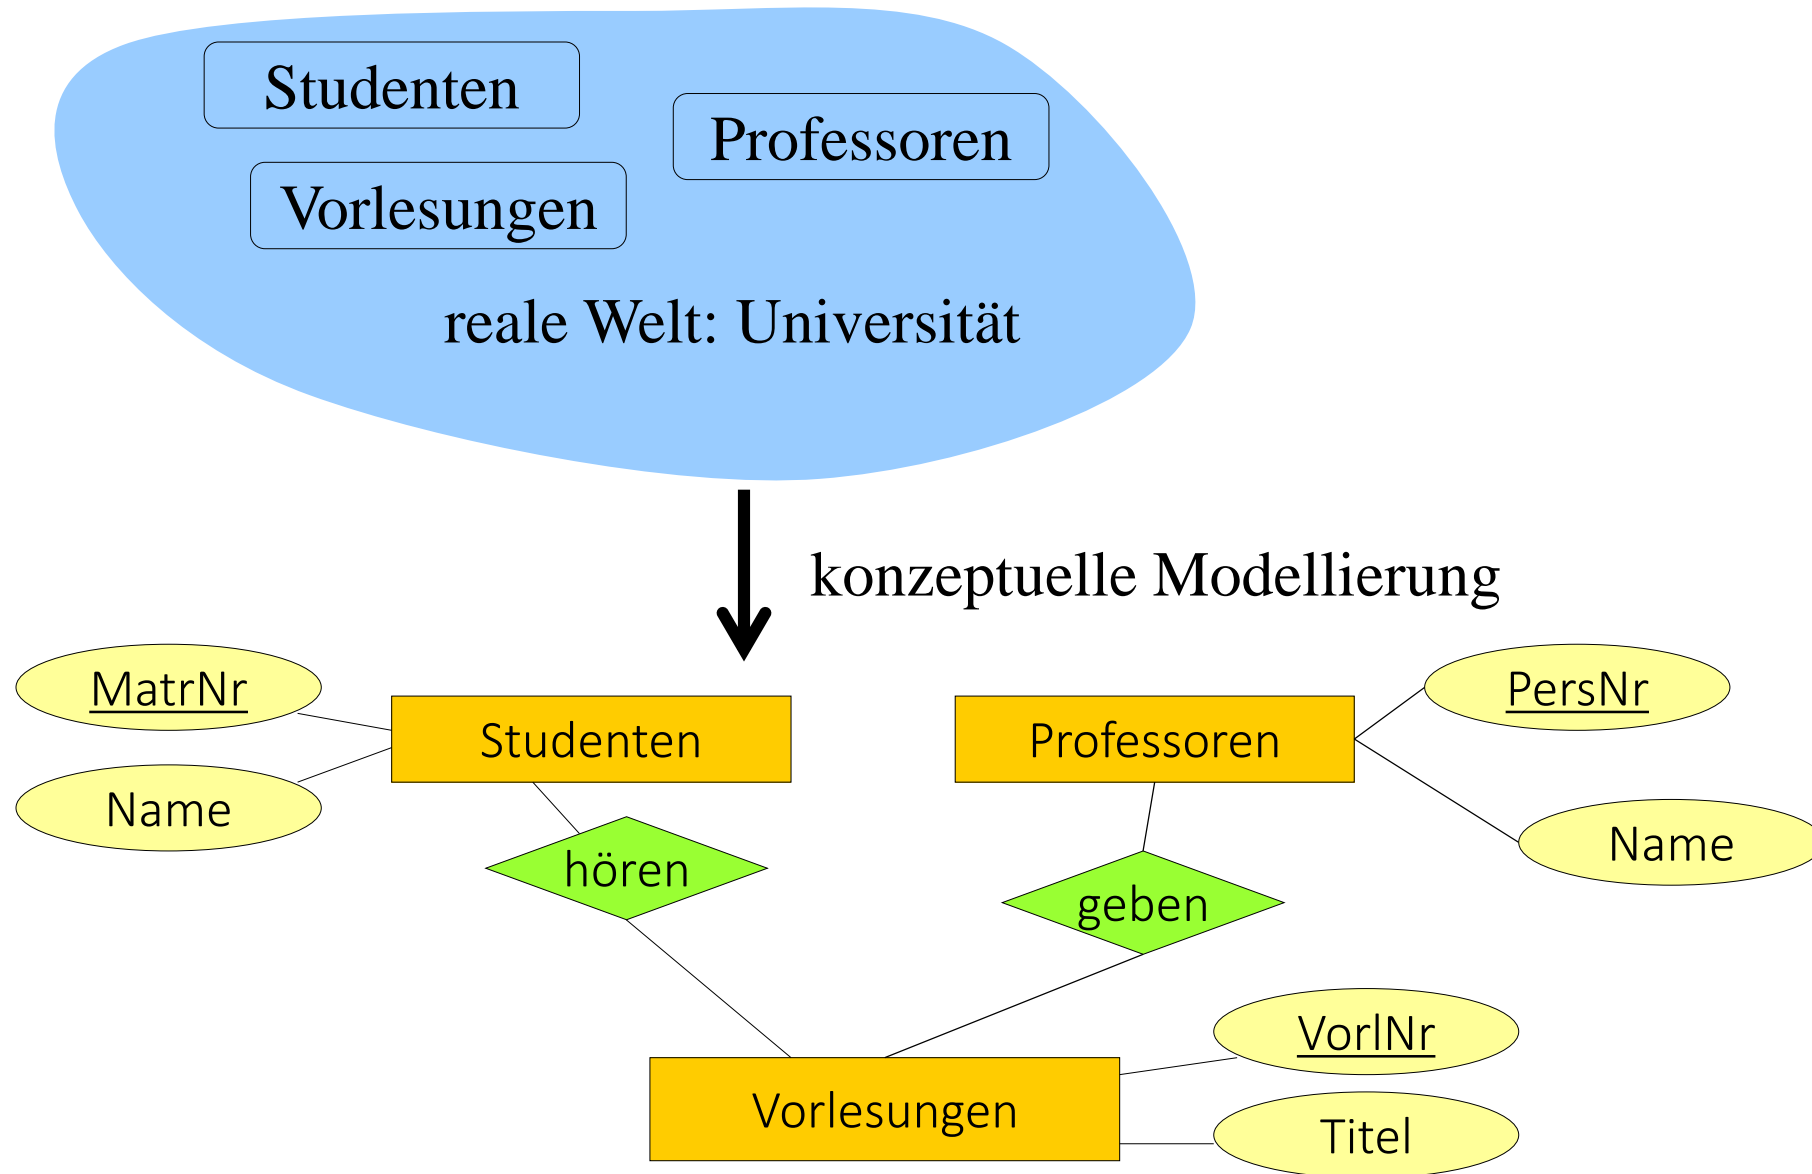 Studenten
Professoren
Vorlesungen
reale Welt: Universität
konzeptuelle Modellierung
MatrNr
Studenten
Professoren
PersNr
Name
Name
hören
geben
VorlNr
Vorlesungen
Titel